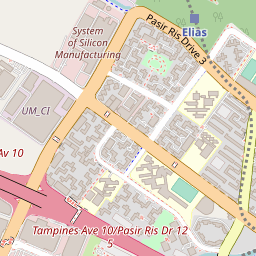 Pasir Ris Drive 3
Elias
System
of Silicon
Manufacturing
UM_CI
Av 10
Tampines Ave 10/Pasir Ris Dr 12
5